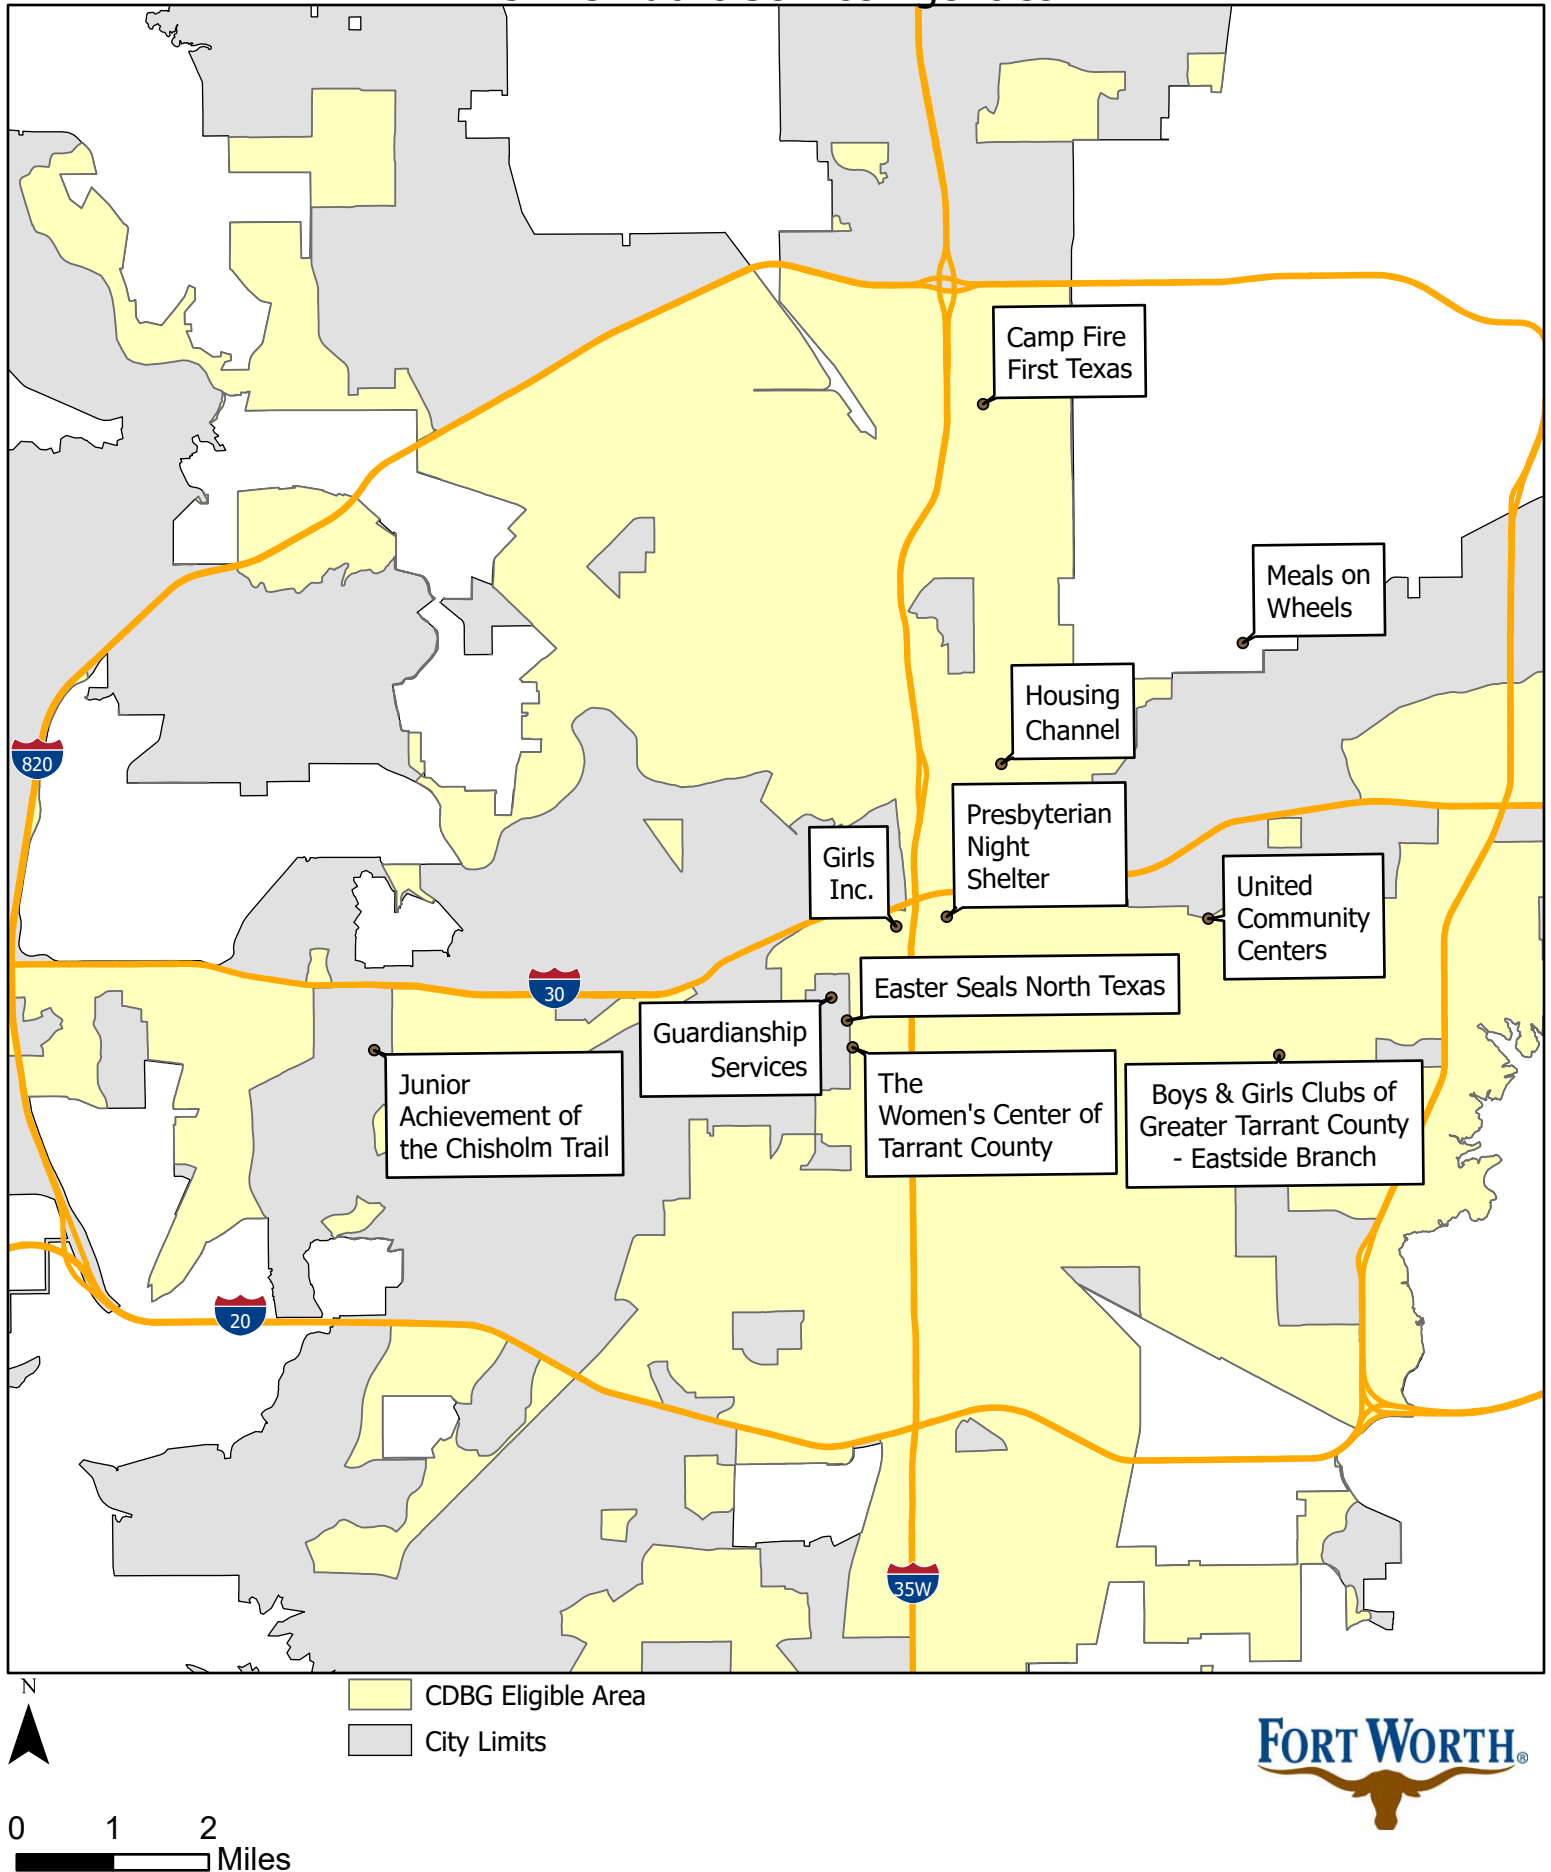 Camp Fire
First Texas
Meals on
Wheels
Housing
Channel
820
Presbyterian
Night
Shelter
Girls
Inc.
United
Community
Centers
30
Easter Seals North Texas
Guardianship
Services
Junior
Achievement of
the Chisholm Trail
The
Women's Center of
Tarrant County
Boys & Girls Clubs of
Greater Tarrant County
- Eastside Branch
20
35W
N
CDBG Eligible Area
City Limits
FORT WORTH®
0 1 2
Miles